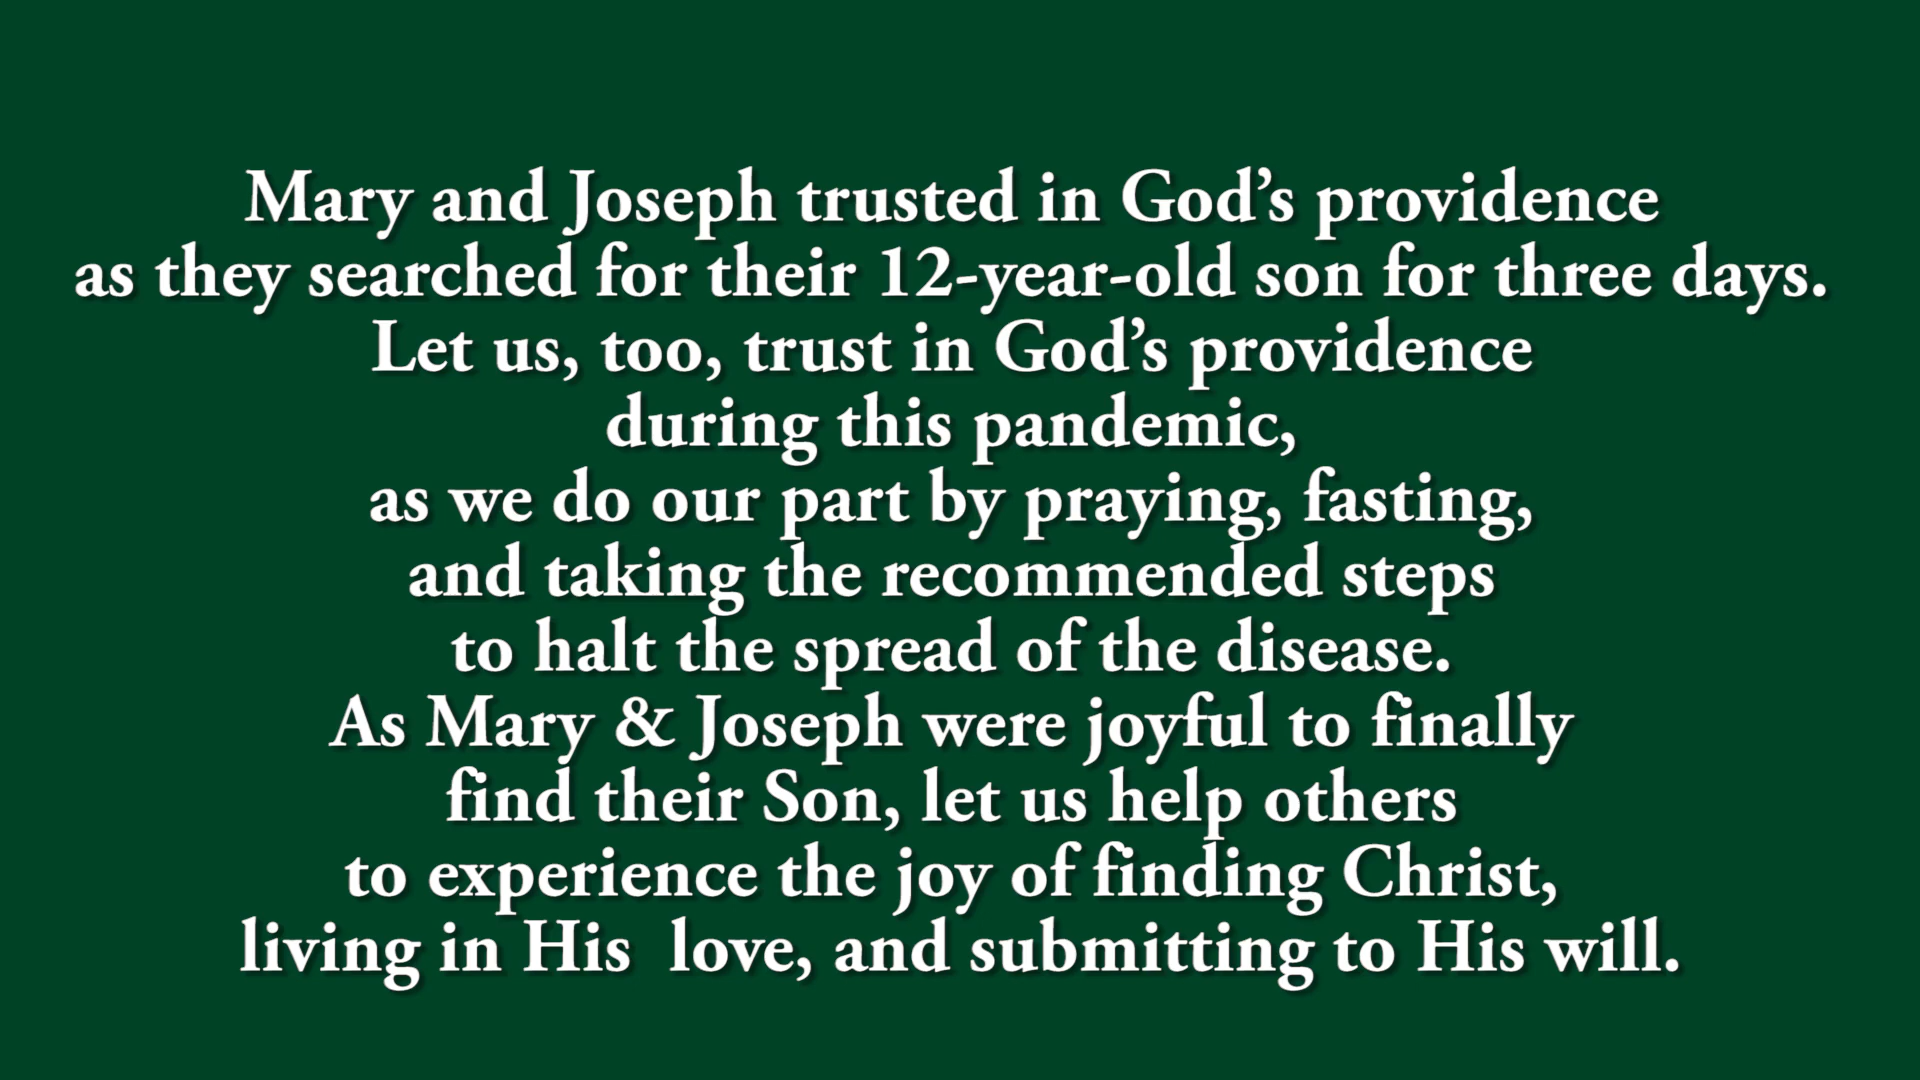 Mary and Joseph trusted in God’s providence
as they searched for their 12-year-old son for three days.
Let us, too, trust in God’s providence
during this pandemic,
as we do our part by praying, fasting,
and taking the recommended steps
to halt the spread of the disease.
As Mary & Joseph were joyful to finally
find their Son, let us help others
to experience the joy of finding Christ,
living in His  love, and submitting to His will.